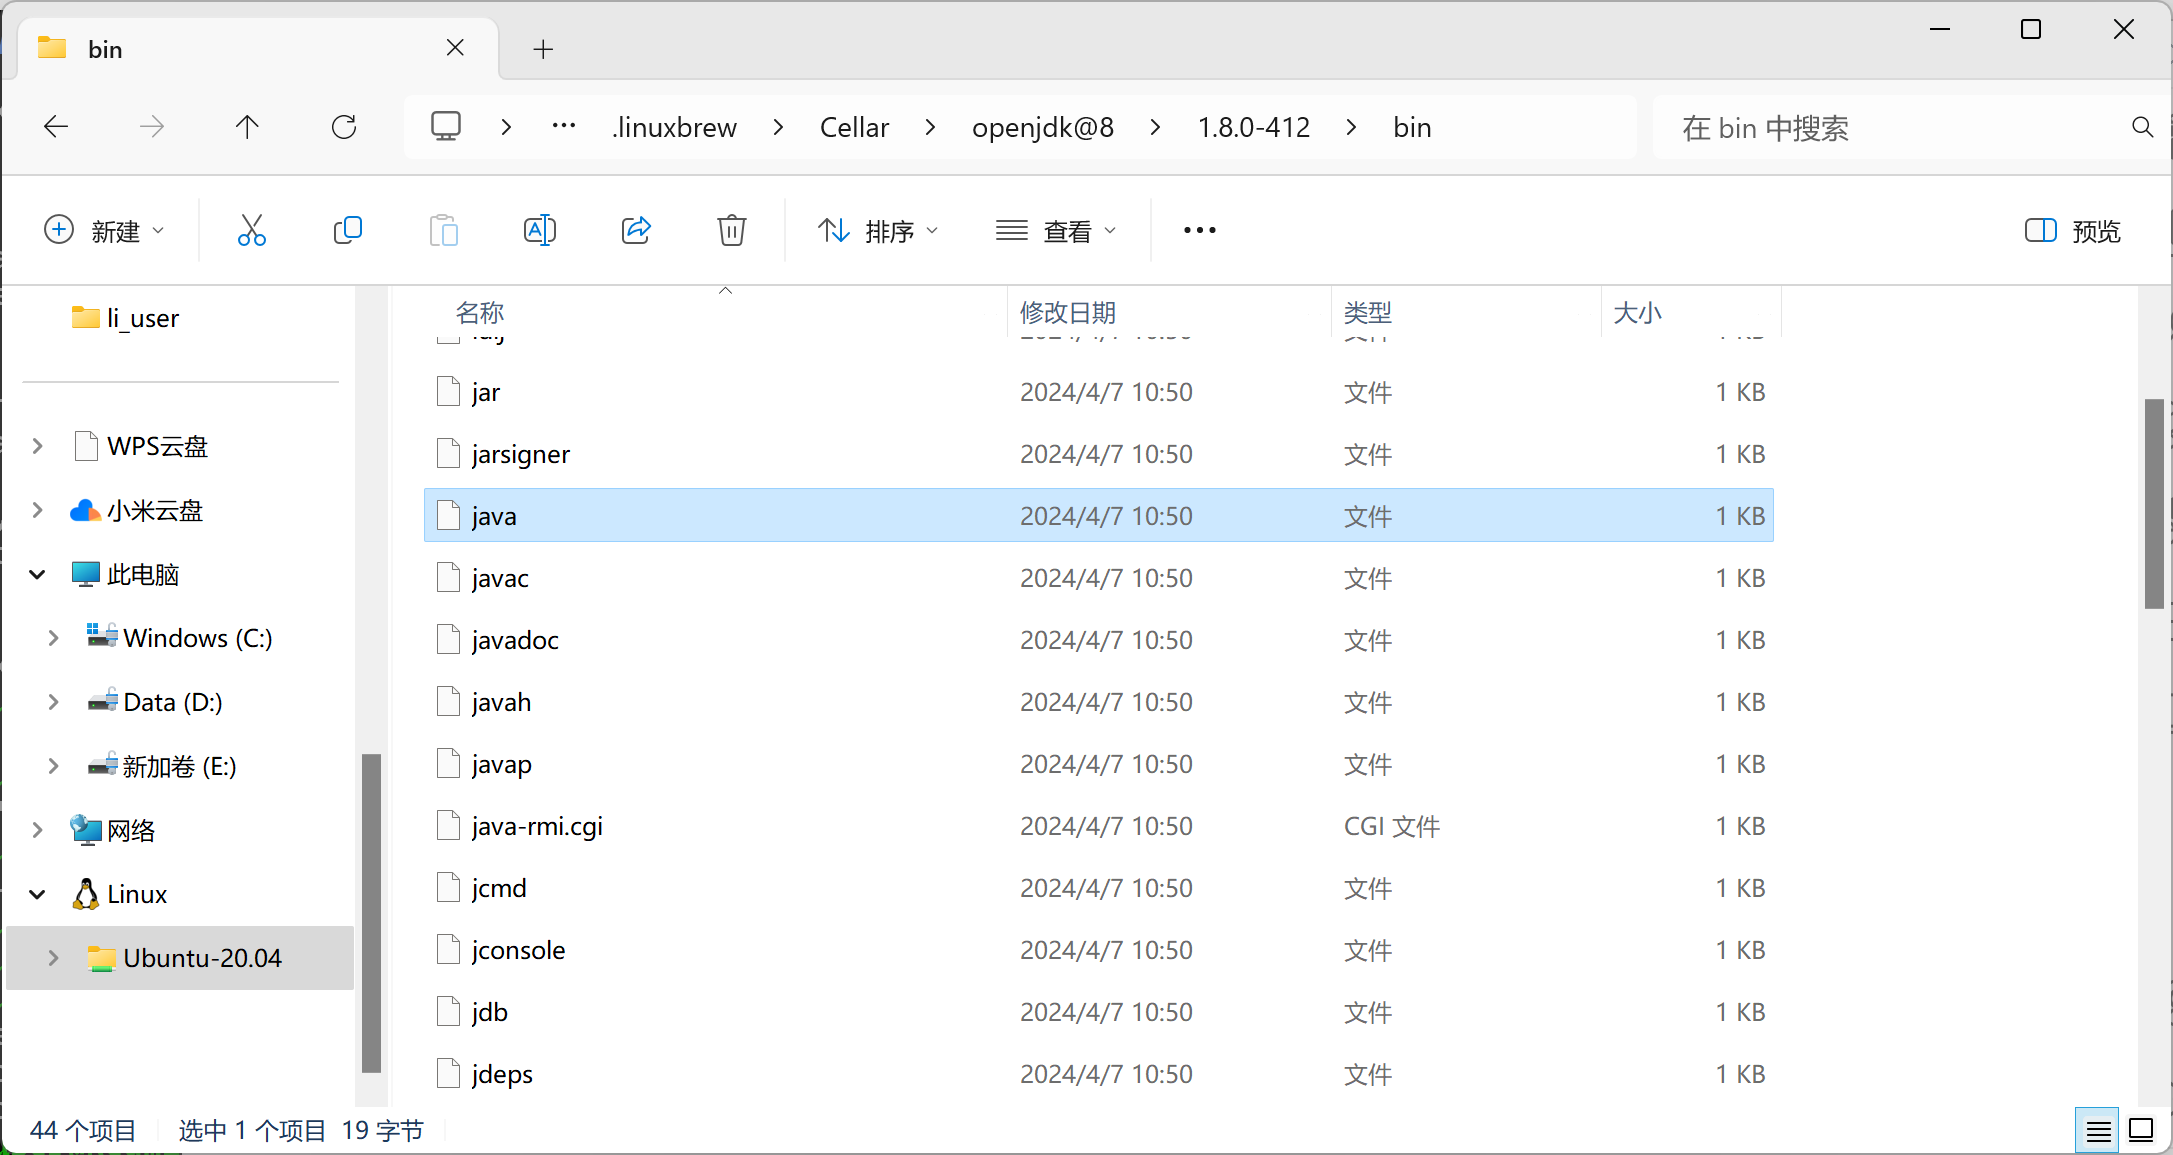 bin
.linuxbrew > Cellar > openjdk@8 > 1.8.0-412 > bin
在 bin 中搜索
新建
排序
查看
预览
li_user
WPS云盘
小米云盘
此电脑
Windows (C:)
Data (D:)
新加卷 (E:)
网络
Linux
Ubuntu-20.04
名称 修改日期 类型 大小
jar 2024/4/7 10:50 文件 1 KB
jarsigner 2024/4/7 10:50 文件 1 KB
java 2024/4/7 10:50 文件 1 KB
javac 2024/4/7 10:50 文件 1 KB
javadoc 2024/4/7 10:50 文件 1 KB
javah 2024/4/7 10:50 文件 1 KB
javap 2024/4/7 10:50 文件 1 KB
java-rmi.cgi 2024/4/7 10:50 CGI 文件 1 KB
jcmd 2024/4/7 10:50 文件 1 KB
jconsole 2024/4/7 10:50 文件 1 KB
jdb 2024/4/7 10:50 文件 1 KB
jdeps 2024/4/7 10:50 文件 1 KB
44 个项目 选中 1 个项目 19 字节